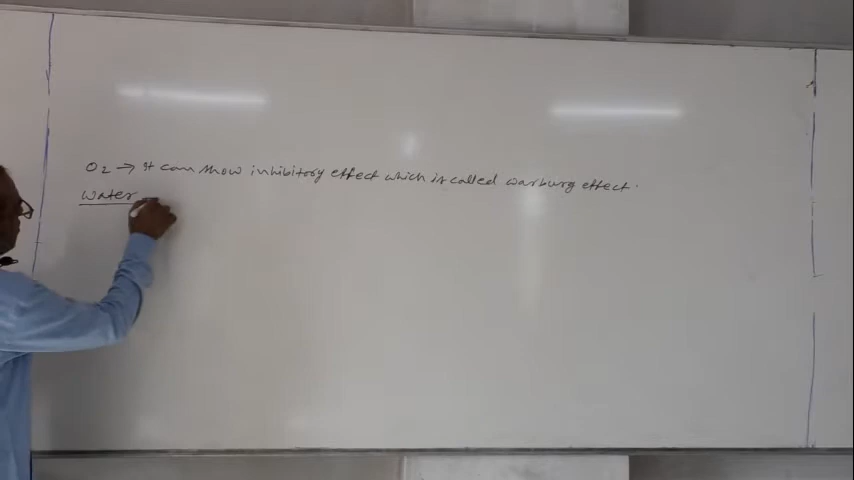 O2 → It can show inhibitory effect which is called warburg effect.
Water